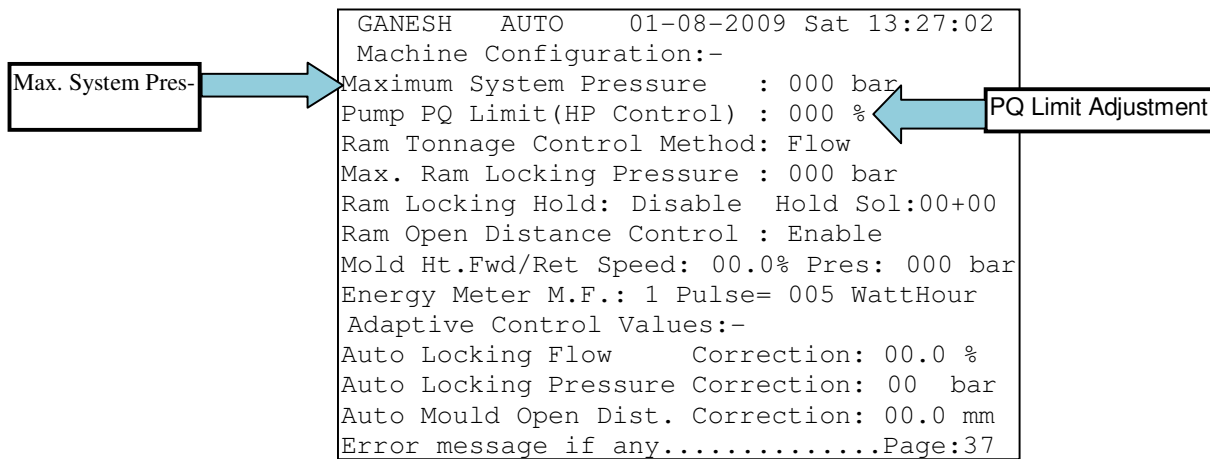 GANESH AUTO 01-08-2009 Sat 13:27:02
Machine Configuration:-
Max. System Pres-
Maximum System Pressure : 000 bar
Pump PQ Limit(HP Control) : 000 %
PQ Limit Adjustment
Ram Tonnage Control Method: Flow
Max. Ram Locking Pressure : 000 bar
Ram Locking Hold: Disable Hold Sol:00+00
Ram Open Distance Control : Enable
Mold Ht.Fwd/Ret Speed: 00.0% Pres: 000 bar
Energy Meter M.F.: 1 Pulse= 005 WattHour
Adaptive Control Values:-
Auto Locking Flow Correction: 00.0 %
Auto Locking Pressure Correction: 00 bar
Auto Mould Open Dist. Correction: 00.0 mm
Error message if any..............Page:37